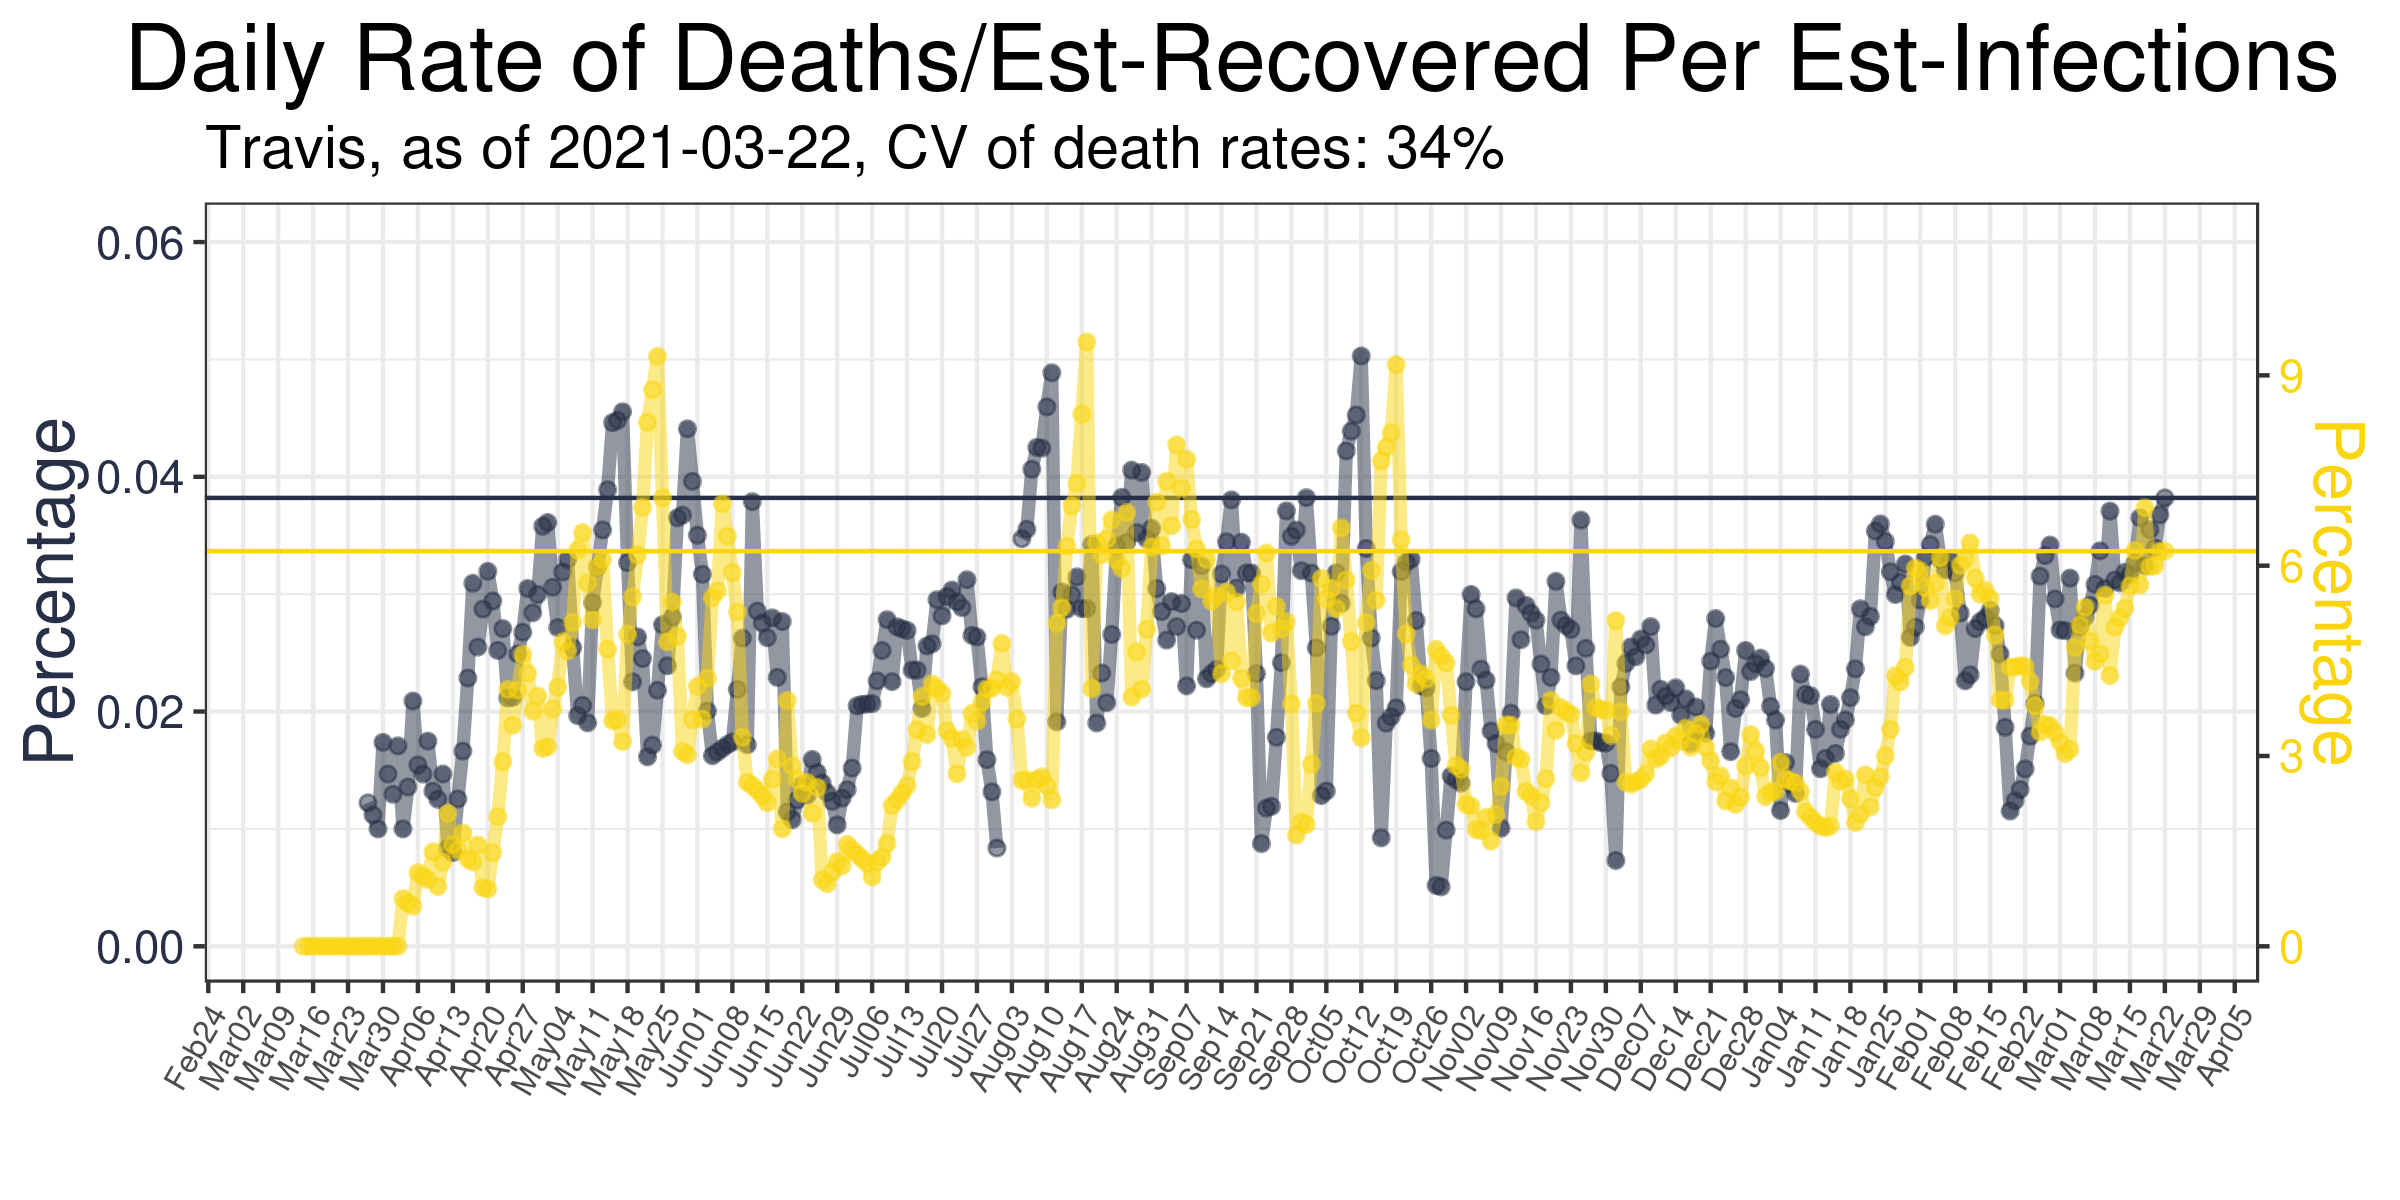 Daily Rate of Deaths/Est-Recovered Per Est-Infections
Travis, as of 2021-03-22, CV of death rates: 34%
Percentage
0.06
0.04
0.02
0.00
9
6
3
0
Percentage
Feb24
Mar02
Mar09
Mar16
Mar23
Mar30
Apr06
Apr13
Apr20
Apr27
May04
May11
May18
May25
Jun01
Jun08
Jun15
Jun22
Jun29
Jul06
Jul13
Jul20
Jul27
Aug03
Aug10
Aug17
Aug24
Aug31
Sep07
Sep14
Sep21
Sep28
Oct05
Oct12
Oct19
Oct26
Nov02
Nov09
Nov16
Nov23
Nov30
Dec07
Dec14
Dec21
Dec28
Jan04
Jan11
Jan18
Jan25
Feb01
Feb08
Feb15
Feb22
Mar01
Mar08
Mar15
Mar22
Mar29
Apr05